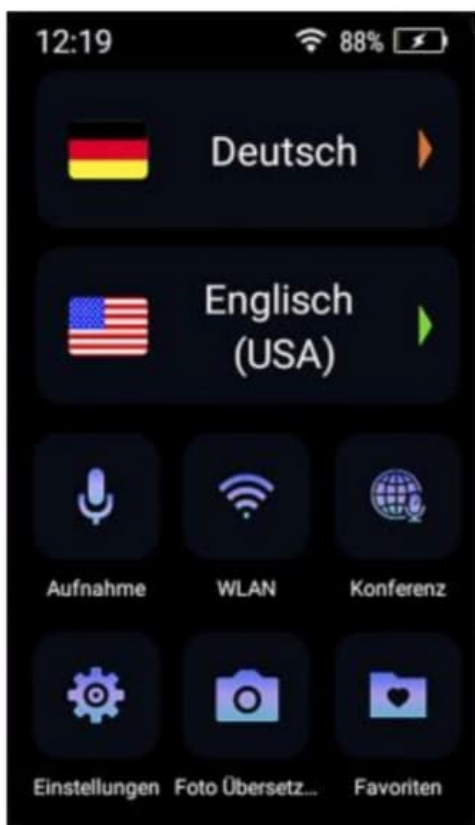 12:19 88%
Deutsch
Englisch
(USA)
Aufnahme WLAN Konferenz
Einstellungen Foto Übersetz... Favoriten